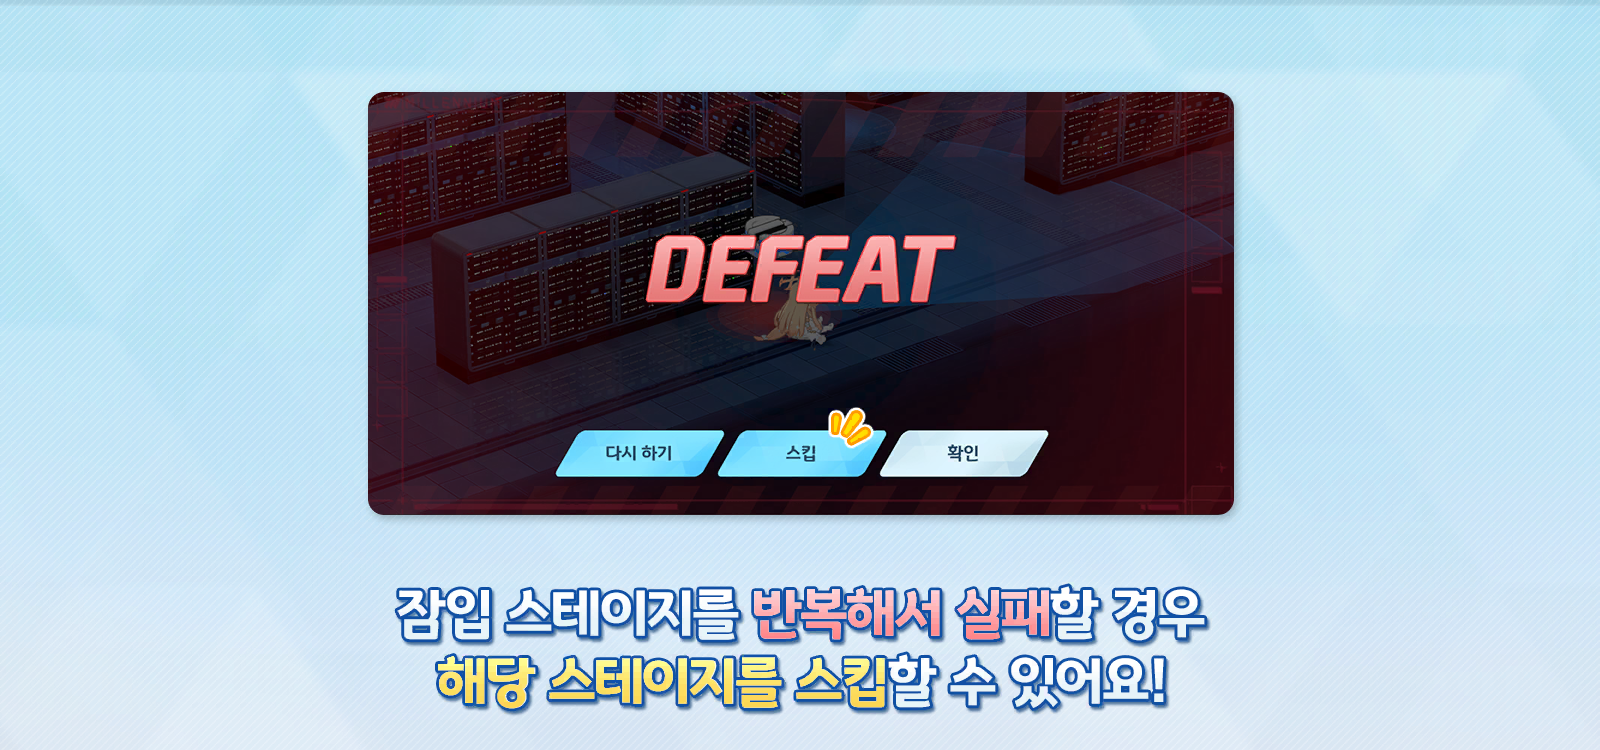 DEFEAT
다시 하기
스킵
확인
잠입 스테이지를 반복해서 실패할 경우
해당 스테이지를 스킵할 수 있어요!